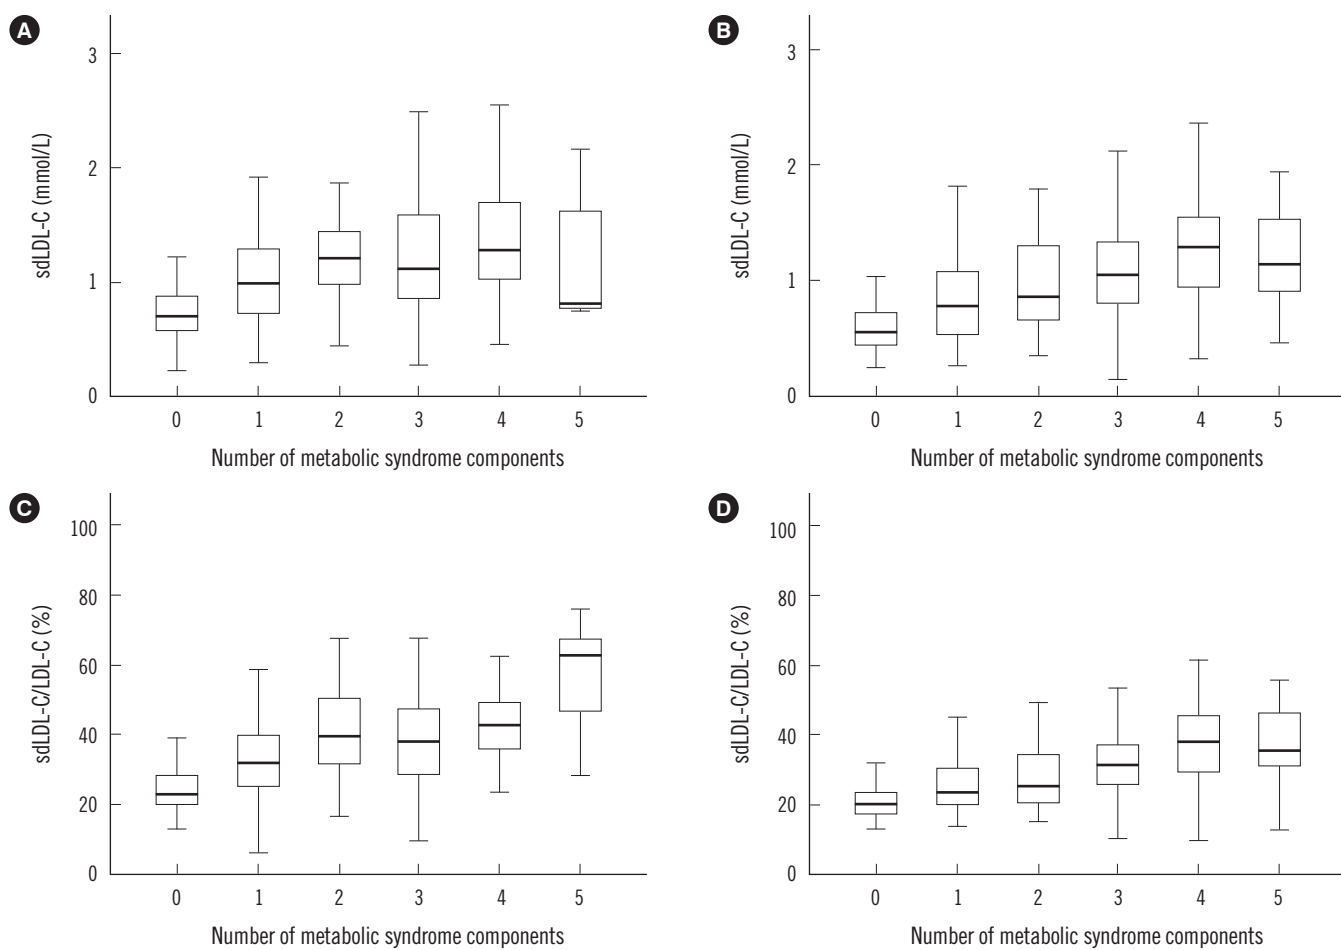 A
3
2
1
0
sdLDL-C (mmol/L)
0 1 2 3 4 5
Number of metabolic syndrome components
B
3
2
1
0
sdLDL-C (mmol/L)
0 1 2 3 4 5
Number of metabolic syndrome components
C
100
80
60
40
20
0
sdLDL-C/LDL-C (%)
0 1 2 3 4 5
Number of metabolic syndrome components
D
100
80
60
40
20
0
sdLDL-C/LDL-C (%)
0 1 2 3 4 5
Number of metabolic syndrome components